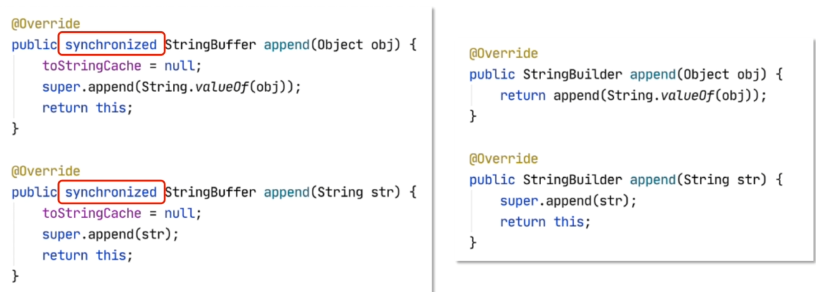 @Override
public synchronized StringBuffer append(Object obj) {
    toStringCache = null;
    super.append(String.valueOf(obj));
    return this;
}
@Override
public synchronized StringBuffer append(String str) {
    toStringCache = null;
    super.append(str);
    return this;
}
@Override
public StringBuilder append(Object obj) {
    return append(String.valueOf(obj));
}
@Override
public StringBuilder append(String str) {
    super.append(str);
    return this;
}